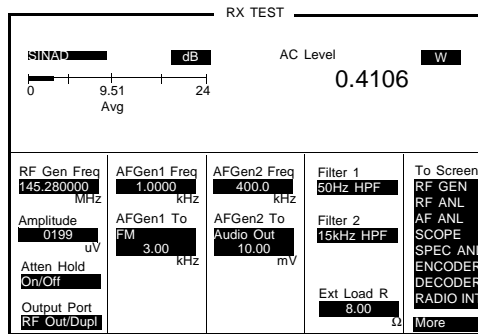 RX TEST
SINAD dB AC Level W
0.4106
0 9.51 24
Avg
RF Gen Freq AFGen1 Freq AFGen2 Freq Filter 1 To Screen
145.280000 1.0000 400.0 50Hz HPF RF GEN
MHz kHz kHz RF ANL
Amplitude AFGen1 To AFGen2 To Filter 2 AF ANL
0199 FM Audio Out 15kHz HPF SCOPE
uV 3.00 10.00 SPEC ANL
kHz mV ENCODER
Atten Hold DECODER
On/Off Ext Load R RADIO INT
Output Port 8.00
RF Out/Dupl Ω More